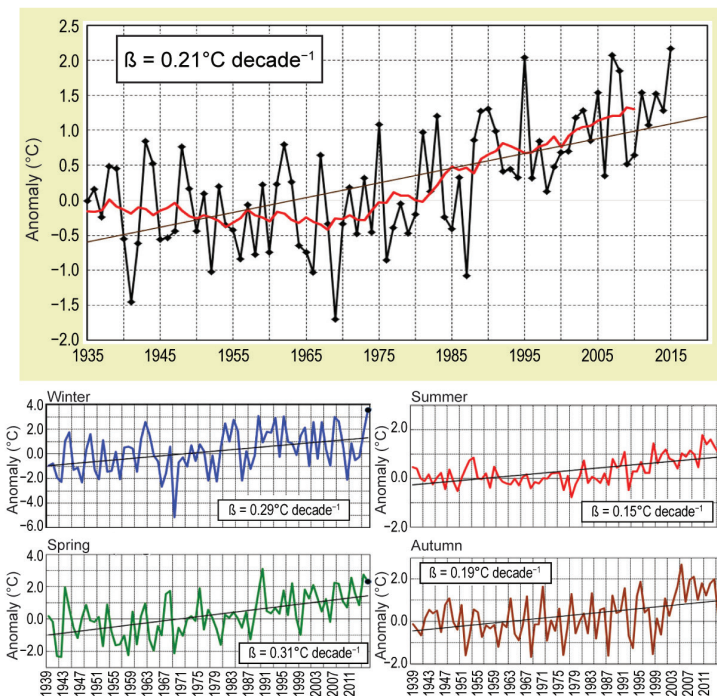 ß = 0.21°C decade⁻¹
Anomaly (°C)
2.5
2.0
1.5
1.0
0.5
0.0
−0.5
−1.0
−1.5
−2.0
1935 1945 1955 1965 1975 1985 1995 2005 2015
Winter
Anomaly (°C)
4.0
2.0
0.0
−2.0
−4.0
−6.0
ß = 0.29°C decade⁻¹
Summer
Anomaly (°C)
2.0
0.0
−2.0
ß = 0.15°C decade⁻¹
Spring
Anomaly (°C)
4.0
2.0
0.0
−2.0
ß = 0.31°C decade⁻¹
1939 1943 1947 1951 1955 1959 1963 1967 1971 1975 1979 1983 1987 1991 1995 1999 2003 2007 2011
Autumn
Anomaly (°C)
2.0
0.0
2.0
ß = 0.19°C decade⁻¹
1939 1943 1947 1951 1955 1959 1963 1967 1971 1975 1979 1983 1987 1991 1995 1999 2003 2007 2011